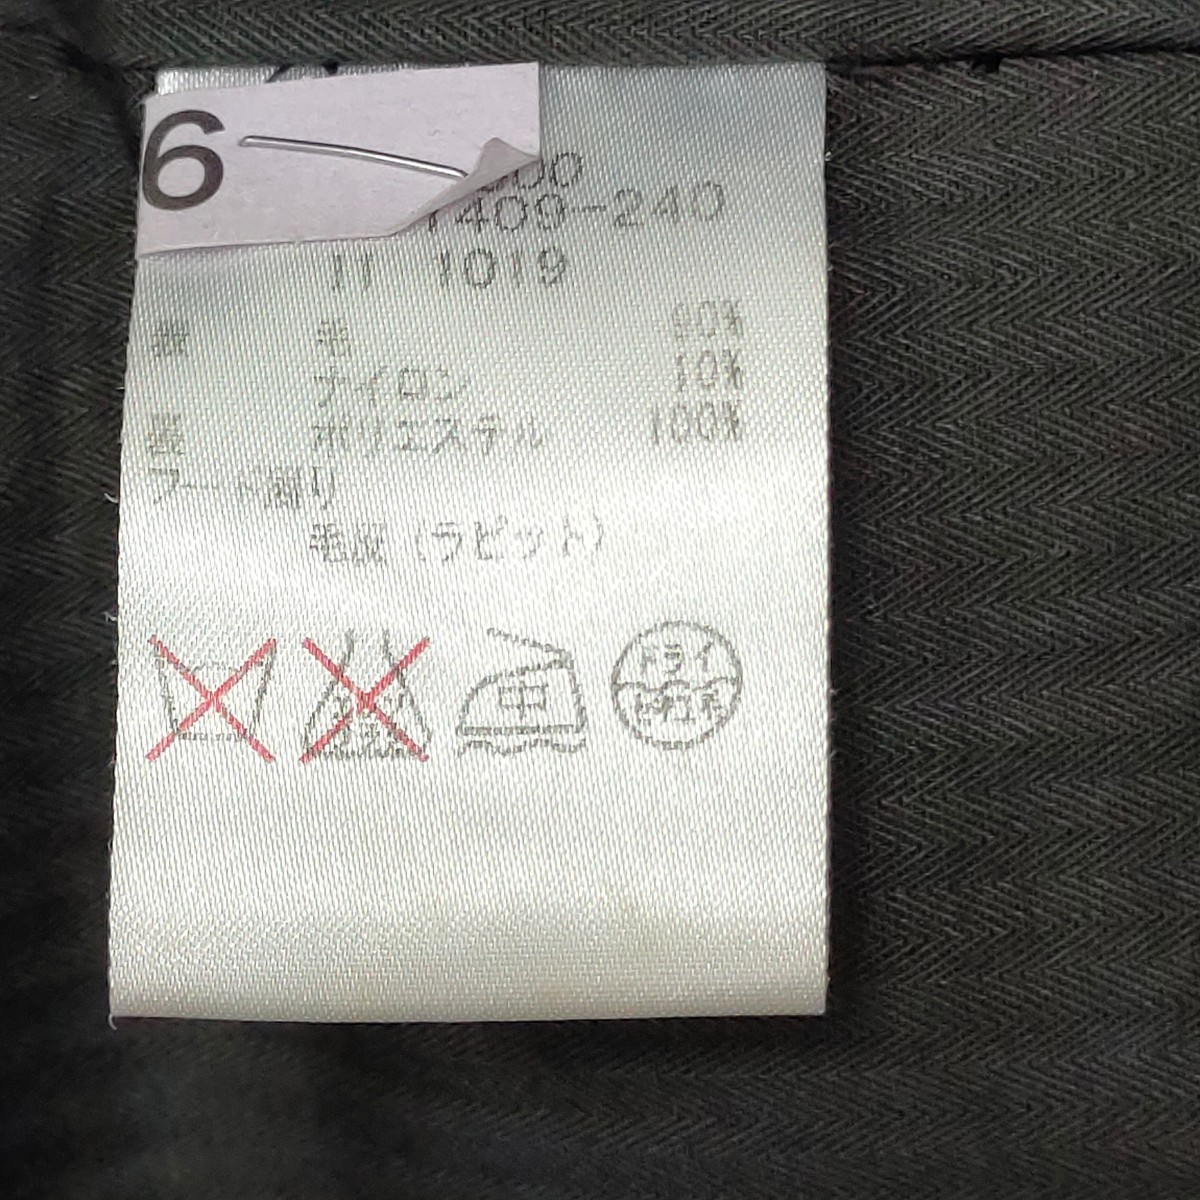 6
1409-240
11 1019
表 毛 90%
ナイロン 10%
裏 ポリエステル 100%
フード廻り
毛皮 (ラビット)
中
ドライ